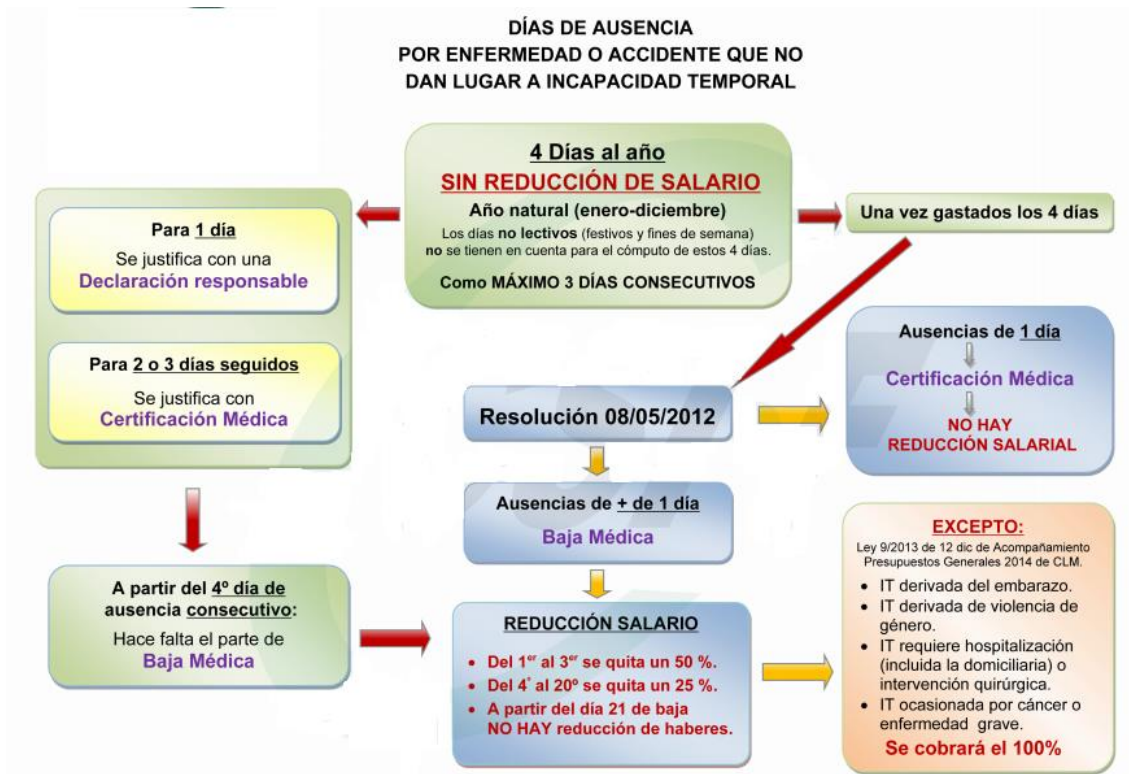 DÍAS DE AUSENCIA
POR ENFERMEDAD O ACCIDENTE QUE NO
DAN LUGAR A INCAPACIDAD TEMPORAL
4 Días al año
SIN REDUCCIÓN DE SALARIO
Año natural (enero-diciembre)
Los días no lectivos (festivos y fines de semana)
no se tienen en cuenta para el cómputo de estos 4 días.
Como MÁXIMO 3 DÍAS CONSECUTIVOS
Para 1 día
Se justifica con una
Declaración responsable
Para 2 o 3 días seguidos
Se justifica con
Certificación Médica
A partir del 4º día de
ausencia consecutivo:
Hace falta el parte de
Baja Médica
Una vez gastados los 4 días
Resolución 08/05/2012
Ausencias de 1 día
Certificación Médica
NO HAY
REDUCCIÓN SALARIAL
Ausencias de + de 1 día
Baja Médica
REDUCCIÓN SALARIO
• Del 1er al 3er se quita un 50 %.
• Del 4º al 20º se quita un 25 %.
• A partir del día 21 de baja
NO HAY reducción de haberes.
EXCEPTO:
Ley 9/2013 de 12 dic de Acompañamiento
Presupuestos Generales 2014 de CLM.
• IT derivada del embarazo.
• IT derivada de violencia de
género.
• IT requiere hospitalización
(incluida la domiciliaria) o
intervención quirúrgica.
• IT ocasionada por cáncer o
enfermedad grave.
Se cobrará el 100%